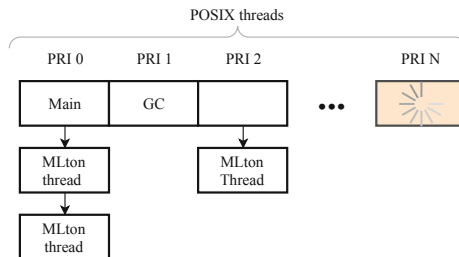 POSIX threads
PRI 0 PRI 1 PRI 2 PRI N
Main GC
MLton
thread
MLton
Thread
MLton
thread